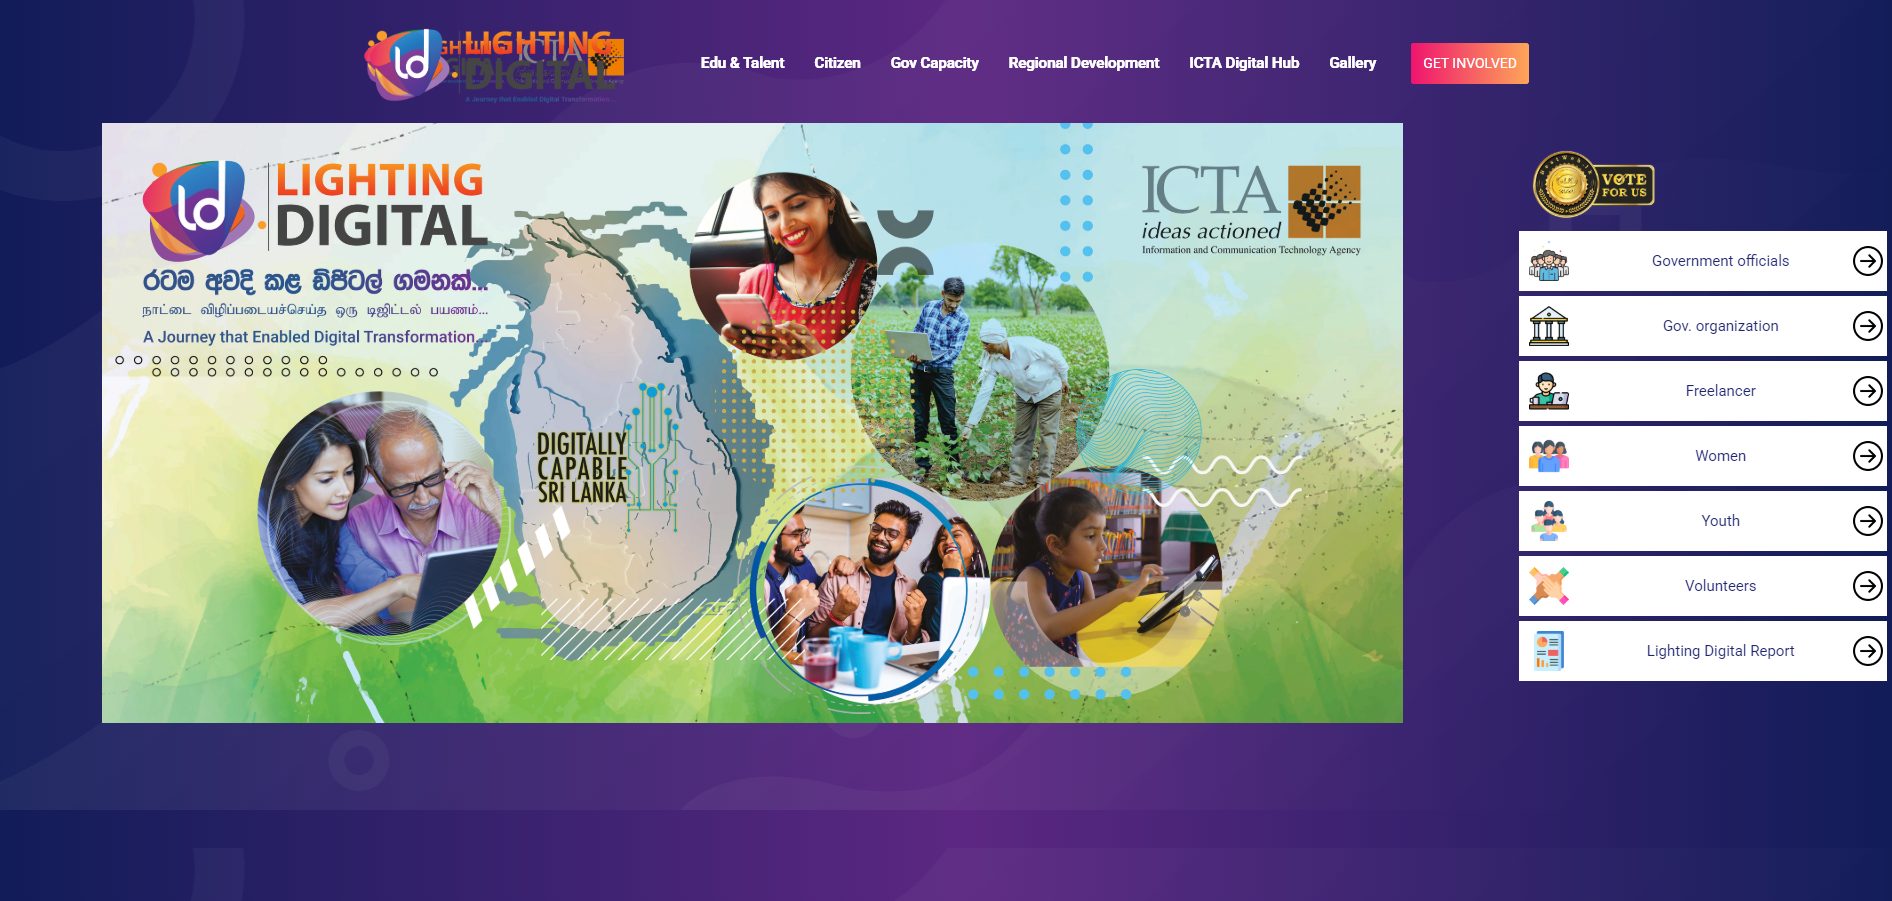 LIGHTING
DIGITAL
A Journey that Enabled Digital Transformation...
Edu & Talent
Citizen
Gov Capacity
Regional Development
ICTA Digital Hub
Gallery
GET INVOLVED
LIGHTING
DIGITAL
රටම අවදි කළ ඩිජිටල් ගමනක්...
நாட்டை விழிப்படையச்செய்த ஒரு டிஜிட்டல் பயணம்...
A Journey that Enabled Digital Transformation...
ICTA
ideas actioned
Information and Communication Technology Agency
DIGITALLY
CAPABLE
SRI LANKA
VOTE
FOR US
Government officials
Gov. organization
Freelancer
Women
Youth
Volunteers
Lighting Digital Report